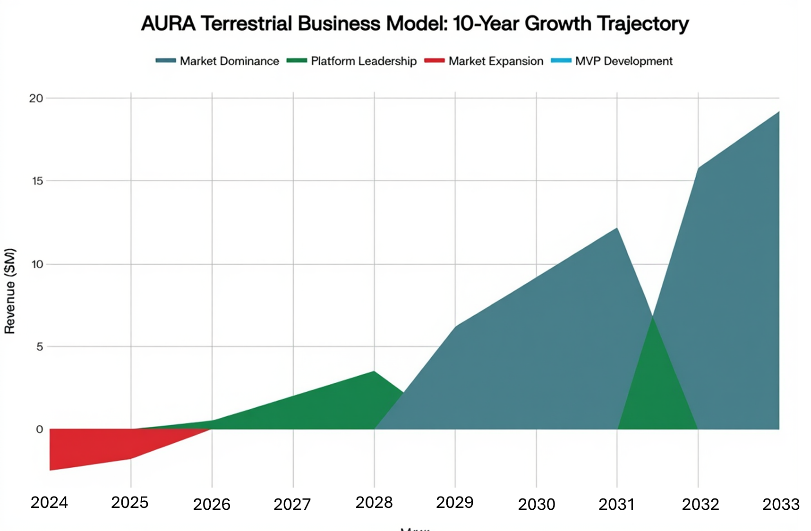 AURA Terrestrial Business Model: 10-Year Growth Trajectory
Market Dominance Platform Leadership Market Expansion MVP Development
20
15
10
5
0
Revenue ($M)
2024 2025 2026 2027 2028 2029 2030 2031 2032 2033